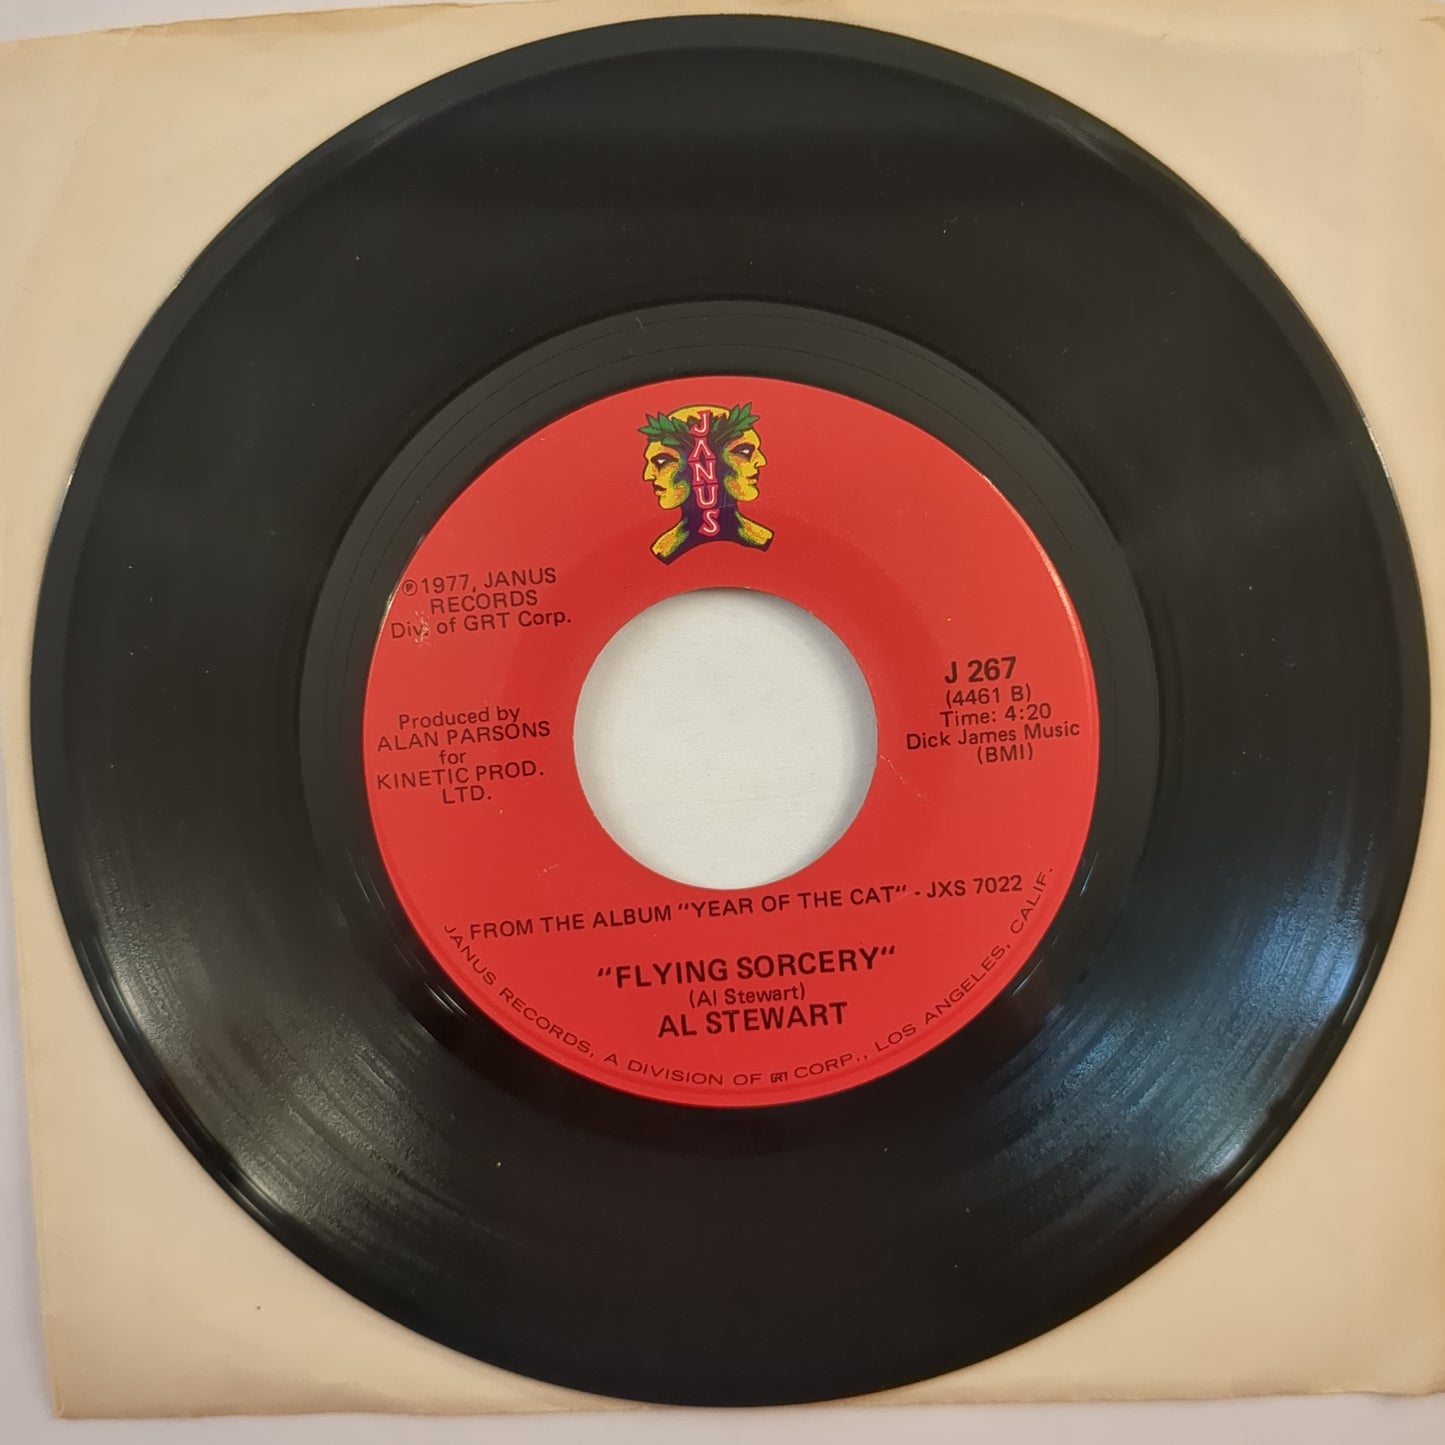 JANUS
℗1977, JANUS
RECORDS
Div. of GRT Corp.
Produced by
ALAN PARSONS
for
KINETIC PROD.
LTD.
J 267
(4461 B)
Time: 4:20
Dick James Music
(BMI)
FROM THE ALBUM "YEAR OF THE CAT" - JXS 7022
"FLYING SORCERY"
(Al Stewart)
AL STEWART
JANUS RECORDS, A DIVISION OF GRT CORP., LOS ANGELES, CALIF.